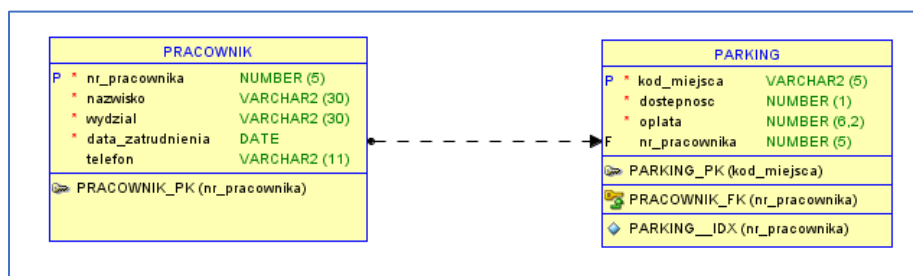 PRACOWNIK
P * nr_pracownika NUMBER (5)
* nazwisko VARCHAR2 (30)
* wydzial VARCHAR2 (30)
* data_zatrudnienia DATE
telefon VARCHAR2 (11)
PRACOWNIK_PK (nr_pracownika)
PARKING
P * kod_miejsca VARCHAR2 (5)
* dostepnosc NUMBER (1)
* oplata NUMBER (6,2)
F nr_pracownika NUMBER (5)
PARKING_PK (kod_miejsca)
PRACOWNIK_FK (nr_pracownika)
PARKING__IDX (nr_pracownika)